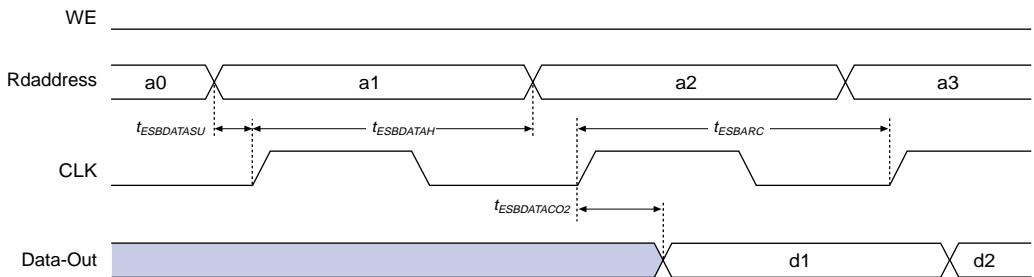 WE
Rdaddress a0 a1 a2 a3
tESBDATASU tESBDATAH tESBARC
CLK
tESBDATACO2
Data-Out d1 d2